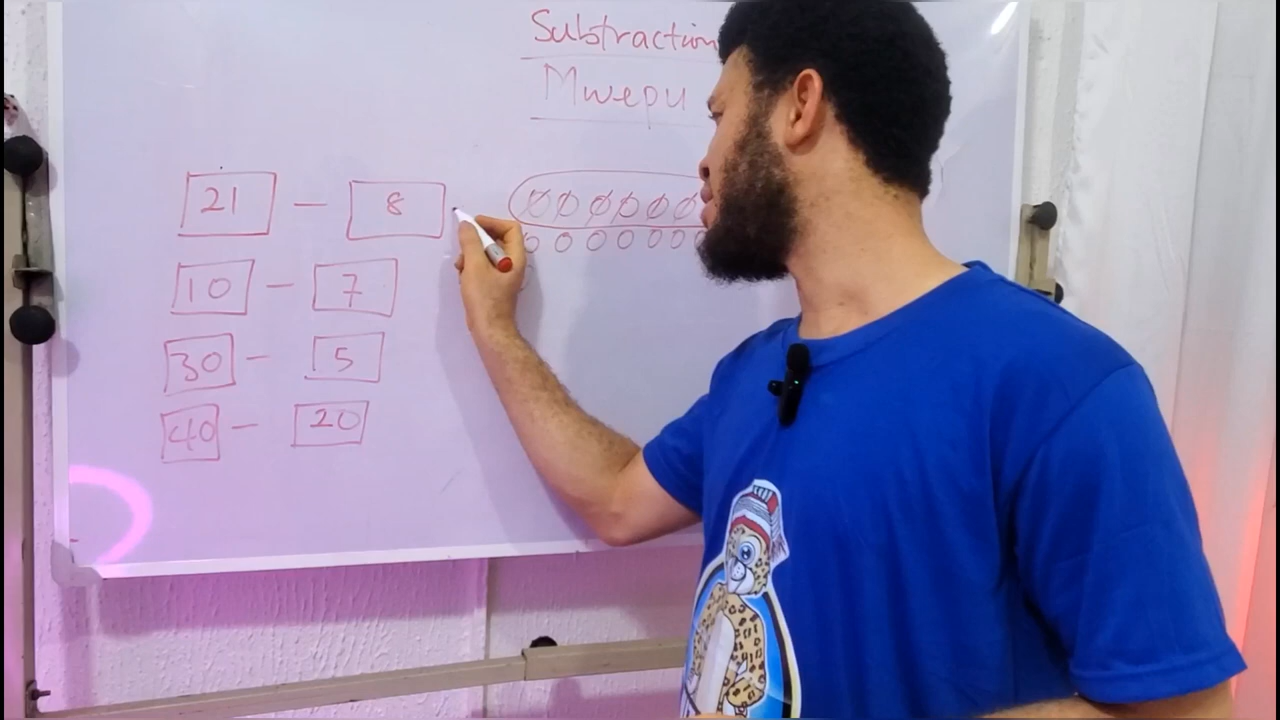 Subtraction
Mwepu
21 — 8
10 — 7
30 — 5
40 — 20